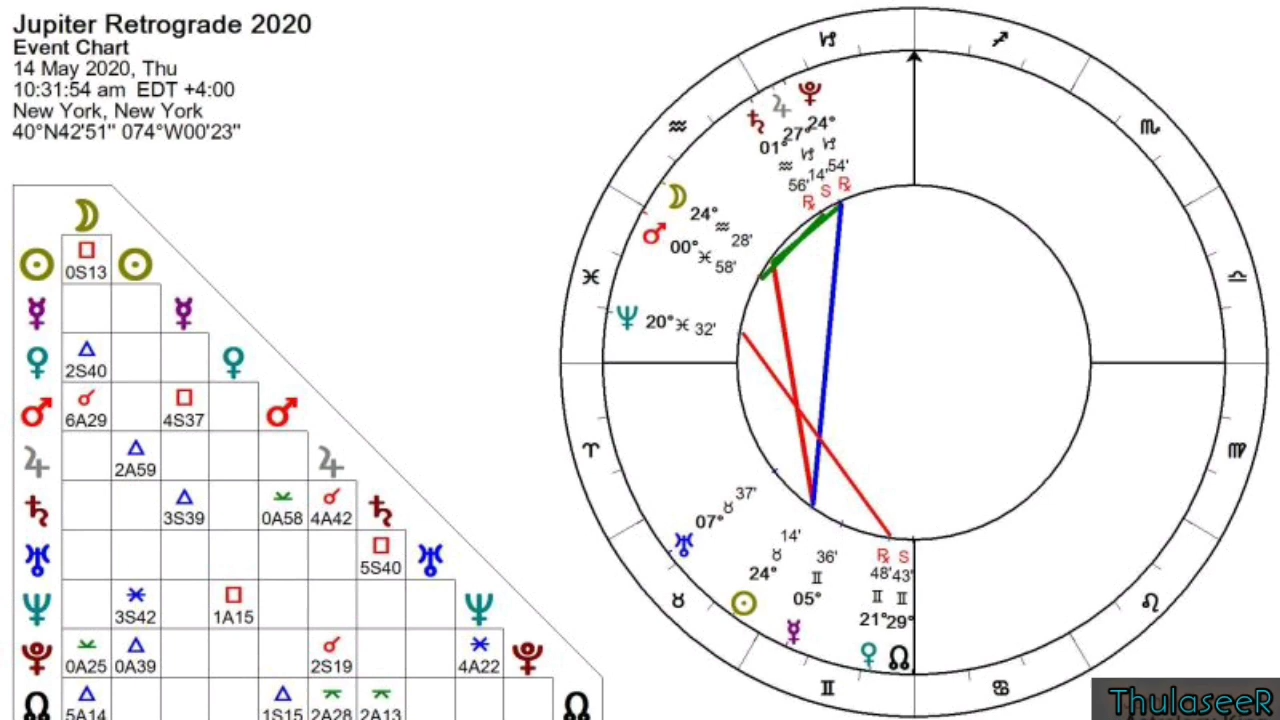 Jupiter Retrograde 2020
Event Chart
14 May 2020, Thu
10:31:54 am EDT +4:00
New York, New York
40°N42'51" 074°W00'23"
0S13
2S40
6A29 4S37
2A59
3S39 0A58 4A42
5S40
3S42 1A15
0A25 0A39 2S19 4A22
5A14 1S15 2A28 2A13
♑ ♐
♒ ♏
♓ ♎
♈ ♍
♉ ♌
♊ ♋
♄ 01° ♒ 56' ℞
♃ 27° ♑ 14' S
♇ 24° ♑ 54' ℞
☽ 24° ♒ 28'
♂ 00° ♓ 58'
♆ 20° ♓ 32'
♅ 07° ♉ 37'
☉ 24° ♉ 14'
☿ 05° ♊ 36'
♀ 21° ♊ 48' ℞
☊ 29° ♊ 43' S
ThulaseeR